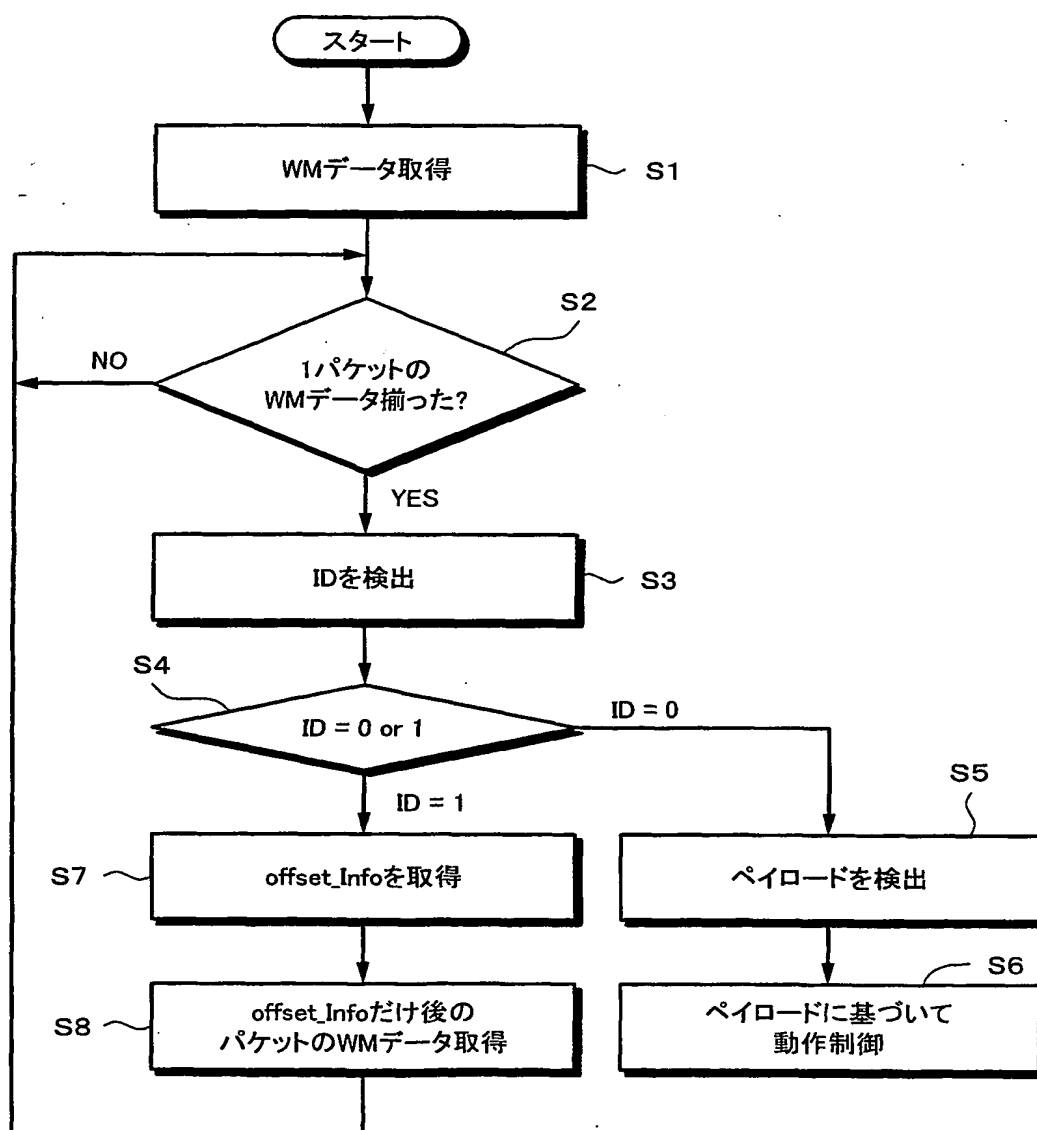 スタート
WMデータ取得
S1
S2
1パケットの
WMデータ揃った?
NO
YES
IDを検出
S3
S4
ID = 0 or 1
ID = 0
ID = 1
S5
S7
offset_Infoを取得
ペイロードを検出
S6
S8
offset_Infoだけ後の
パケットのWMデータ取得
ペイロードに基づいて
動作制御